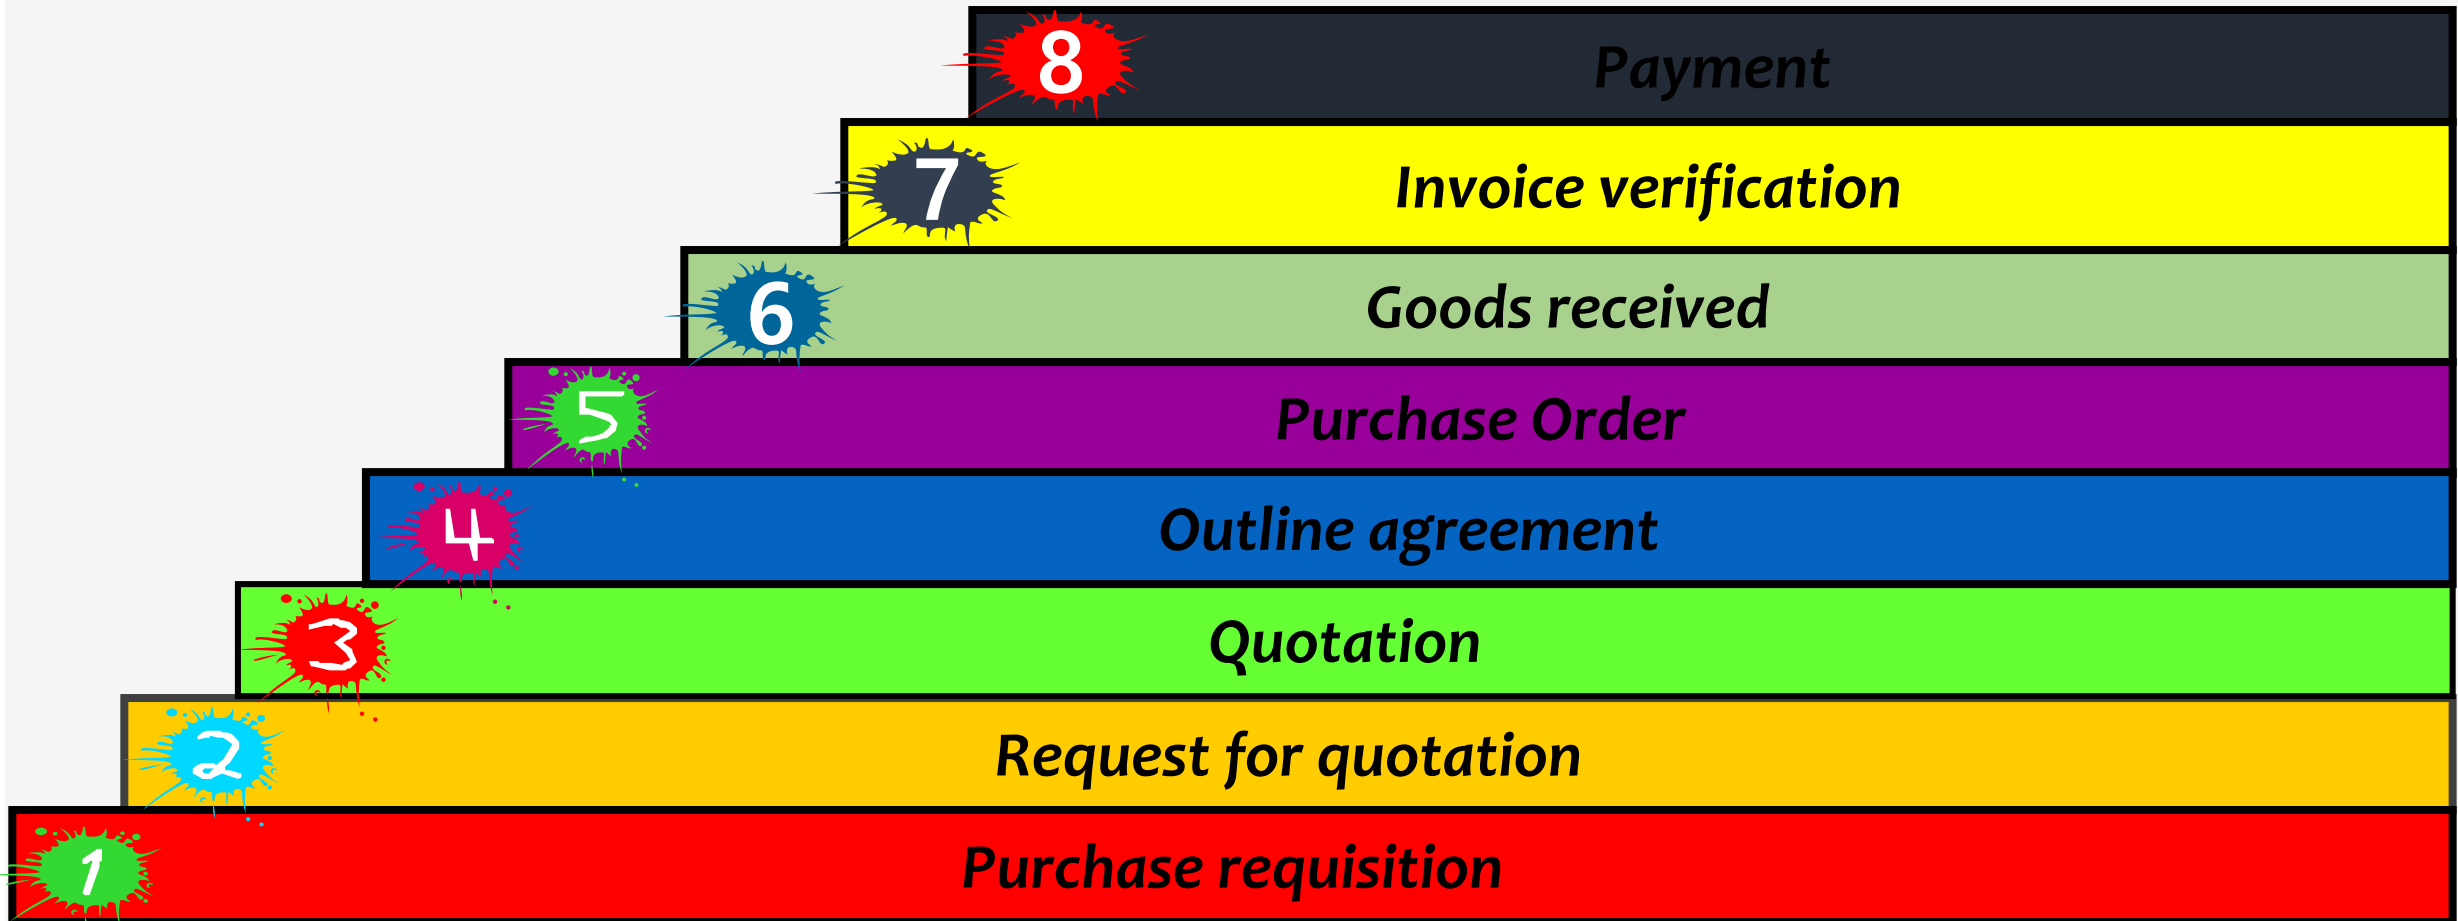 8 Payment
7 Invoice verification
6 Goods received
5 Purchase Order
4 Outline agreement
3 Quotation
2 Request for quotation
1 Purchase requisition